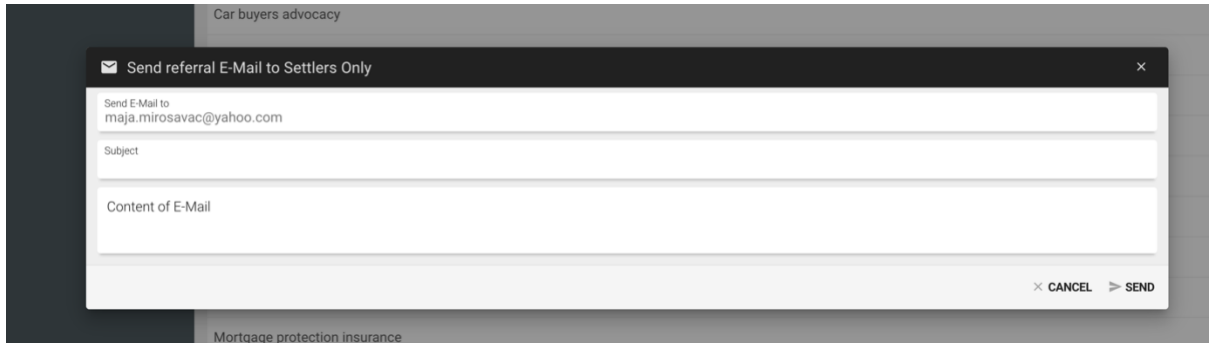 Car buyers advocacy
Send referral E-Mail to Settlers Only
Send E-Mail to
maja.mirosavac@yahoo.com
Subject
Content of E-Mail
CANCEL SEND
Mortgage protection insurance